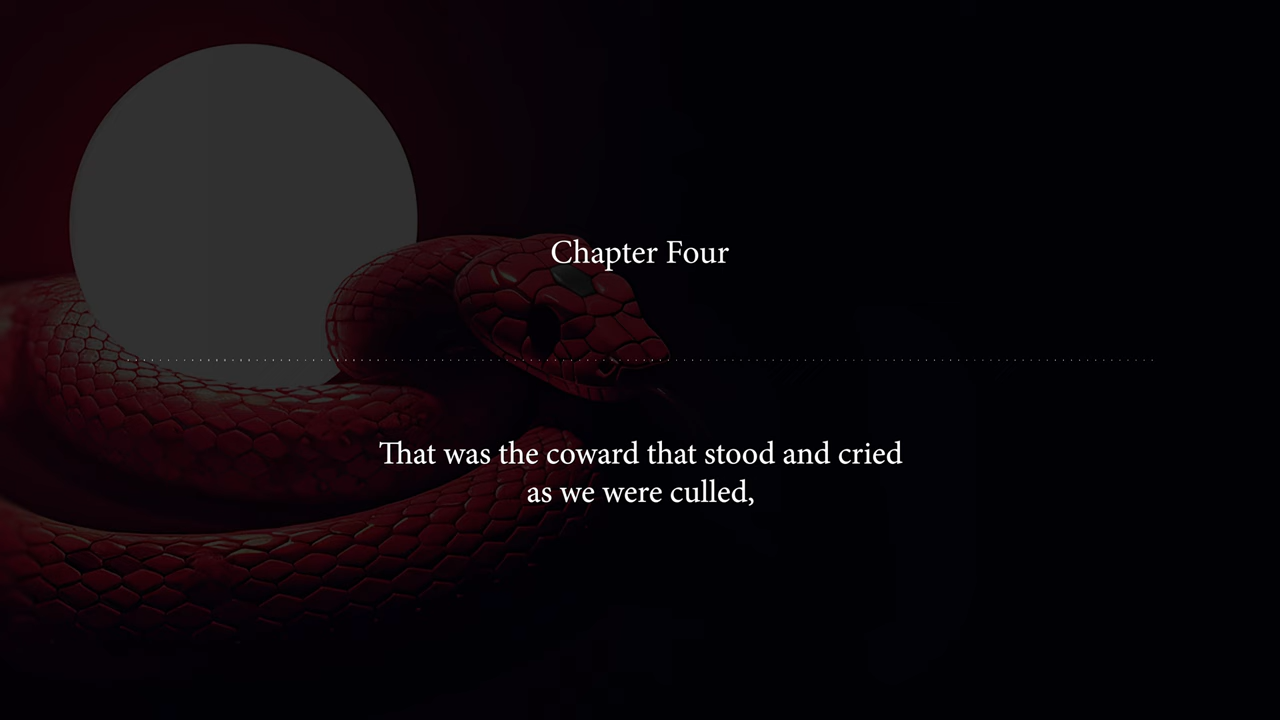 Chapter Four
That was the coward that stood and cried
as we were culled,